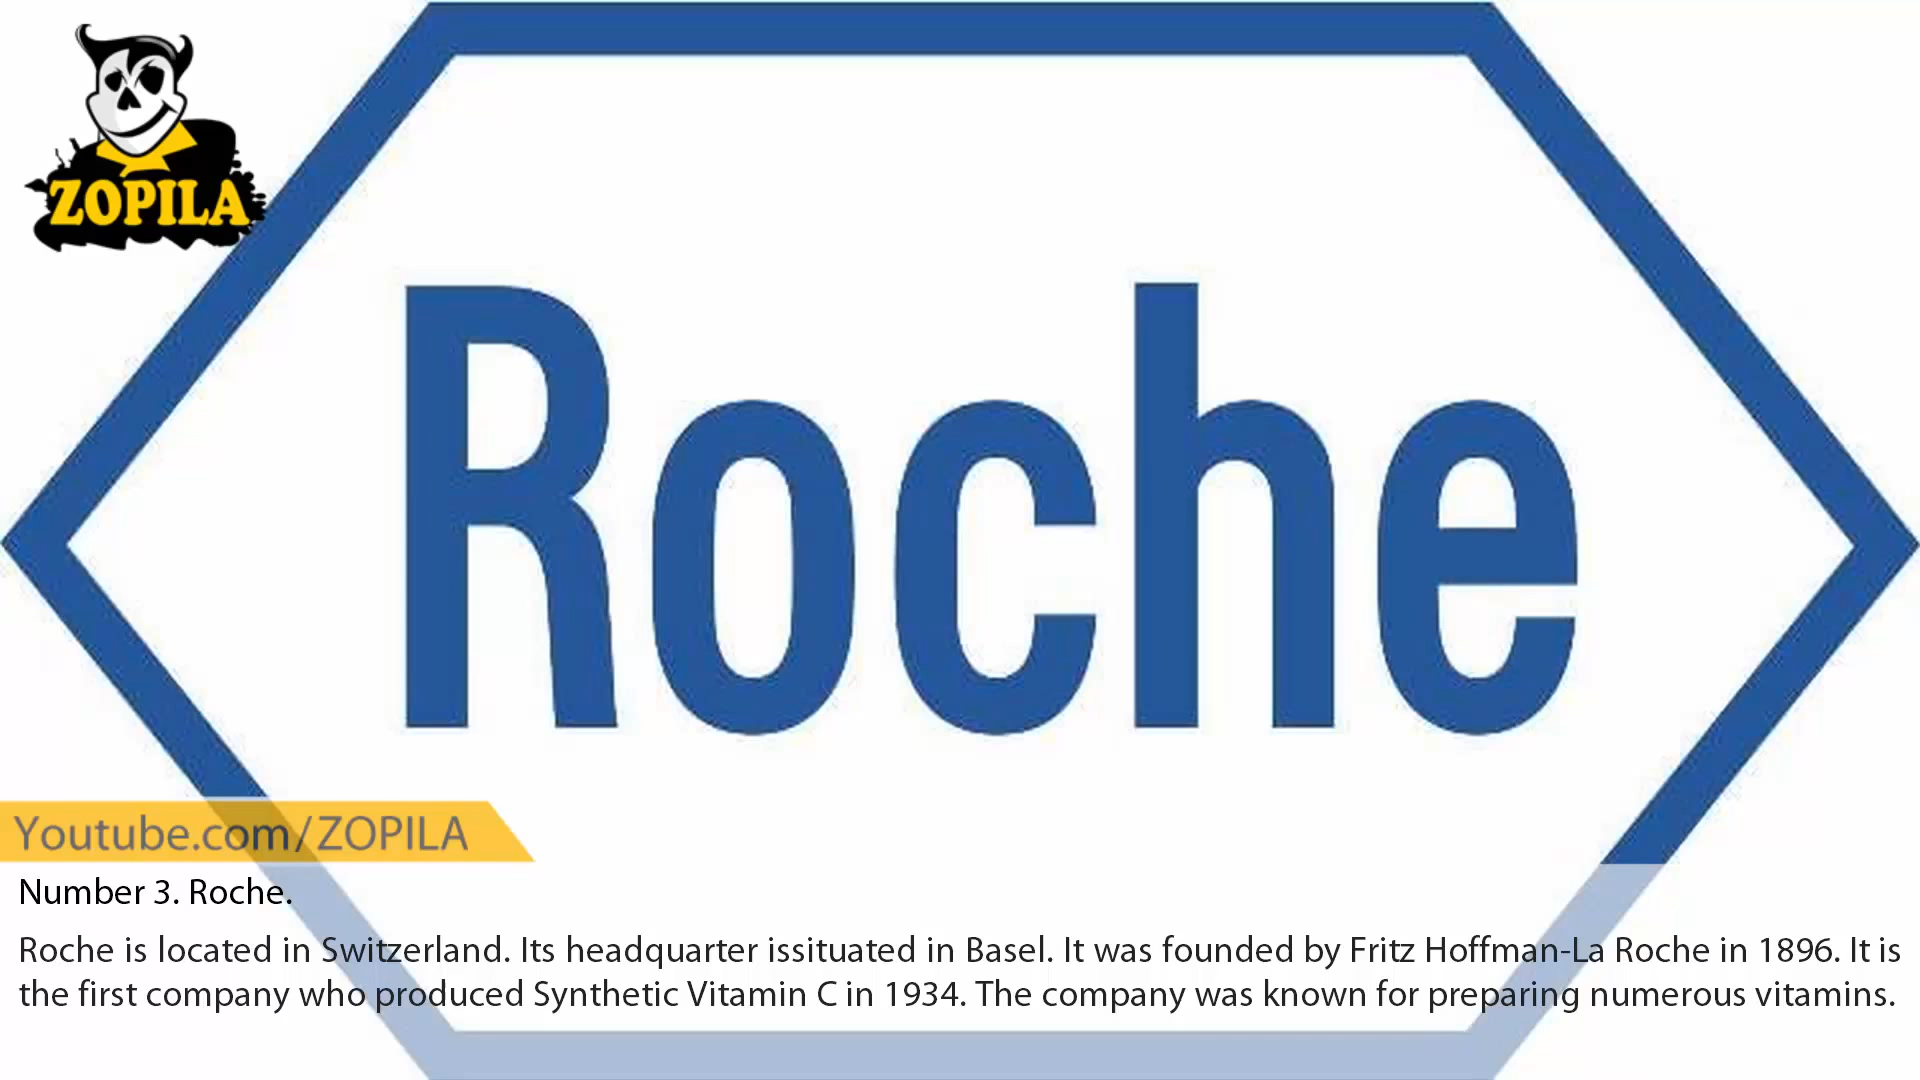 ZOPILA
Roche
Youtube.com/ZOPILA
Number 3. Roche.
Roche is located in Switzerland. Its headquarter issituated in Basel. It was founded by Fritz Hoffman-La Roche in 1896. It is
the first company who produced Synthetic Vitamin C in 1934. The company was known for preparing numerous vitamins.